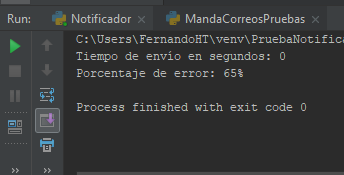 Run: Notificador MandaCorreosPruebas
C:\Users\FernandoHT\venv\PruebaNotific
Tiempo de envío en segundos: 0
Porcentaje de error: 65%
Process finished with exit code 0